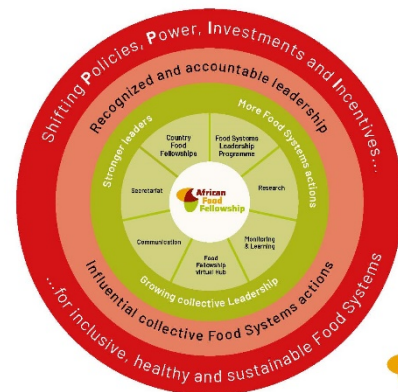 Shifting Policies, Power, Investments and Incentives...
Recognized and accountable leadership
Stronger leaders
More Food Systems actions
Country
Food
Fellowships
Food Systems
Leadership
Programme
Secretariat
Research
African
Food
Fellowship
Communication
Monitoring
& Learning
Food
Fellowship
Virtual Hub
Growing collective Leadership
Influential collective Food Systems actions
...for inclusive, healthy and sustainable Food Systems